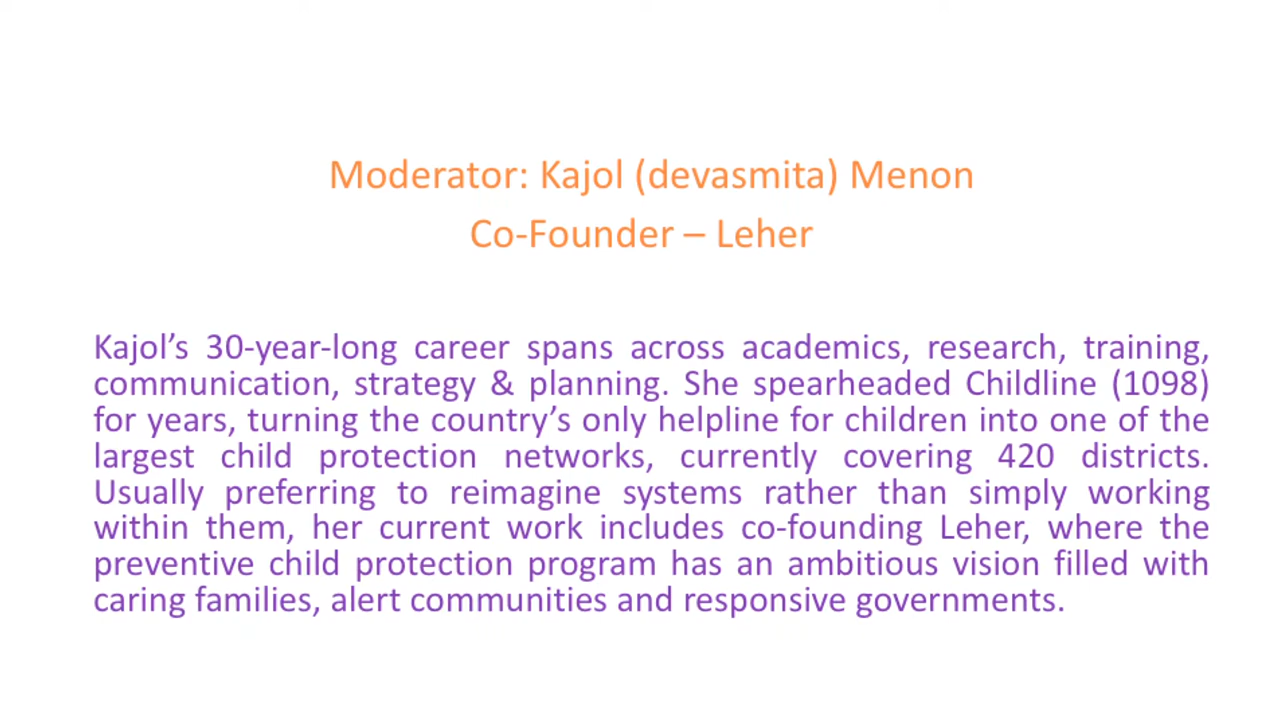 Moderator: Kajol (devasmita) Menon
Co-Founder – Leher
Kajol’s 30-year-long career spans across academics, research, training,
communication, strategy & planning. She spearheaded Childline (1098)
for years, turning the country’s only helpline for children into one of the
largest child protection networks, currently covering 420 districts.
Usually preferring to reimagine systems rather than simply working
within them, her current work includes co-founding Leher, where the
preventive child protection program has an ambitious vision filled with
caring families, alert communities and responsive governments.